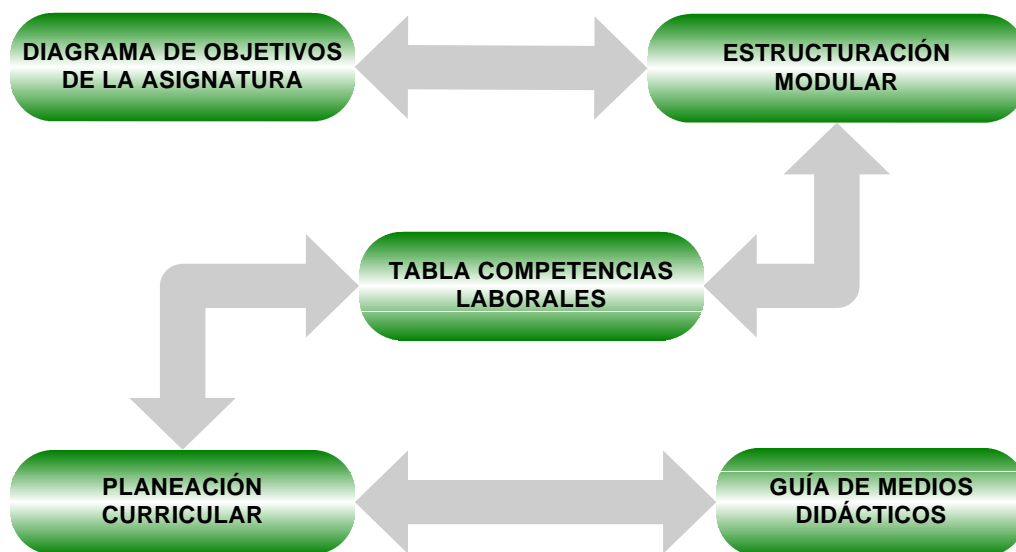 DIAGRAMA DE OBJETIVOS
DE LA ASIGNATURA
ESTRUCTURACIÓN
MODULAR
TABLA COMPETENCIAS
LABORALES
PLANEACIÓN
CURRICULAR
GUÍA DE MEDIOS
DIDÁCTICOS